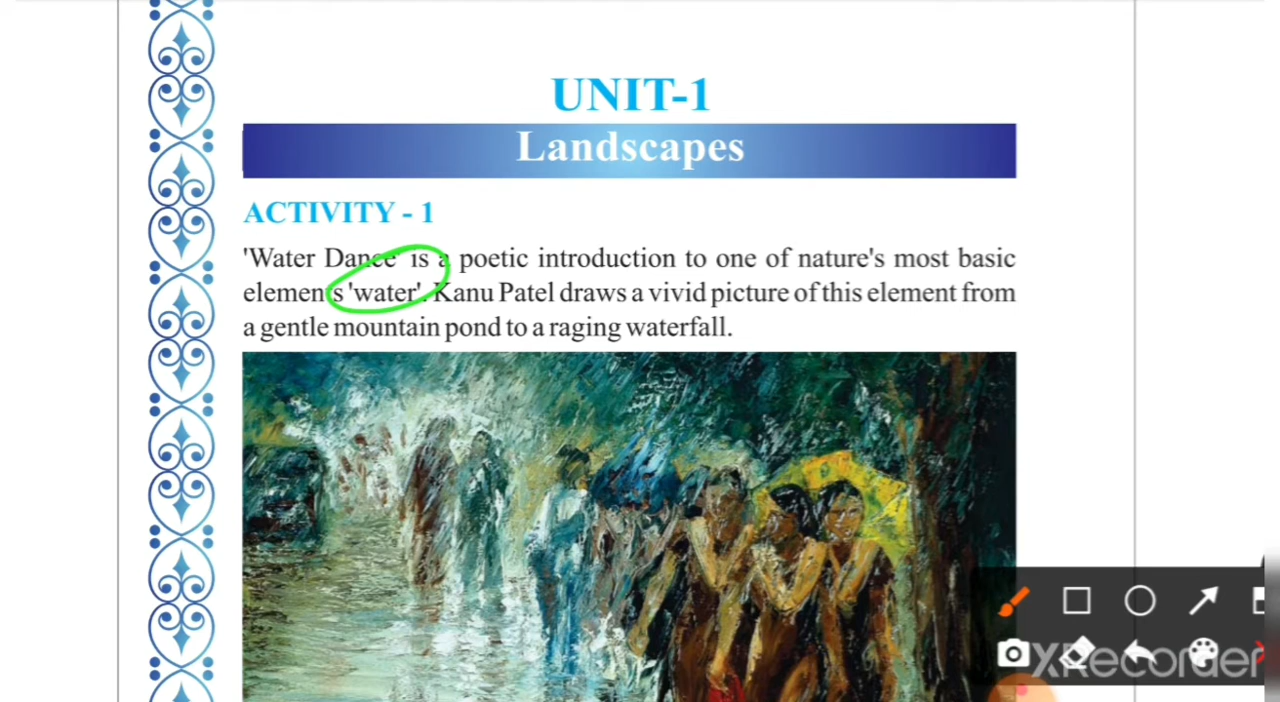 UNIT-1
Landscapes
ACTIVITY - 1
'Water Dance' is a poetic introduction to one of nature's most basic
elements 'water'. Kanu Patel draws a vivid picture of this element from
a gentle mountain pond to a raging waterfall.
XRecorder